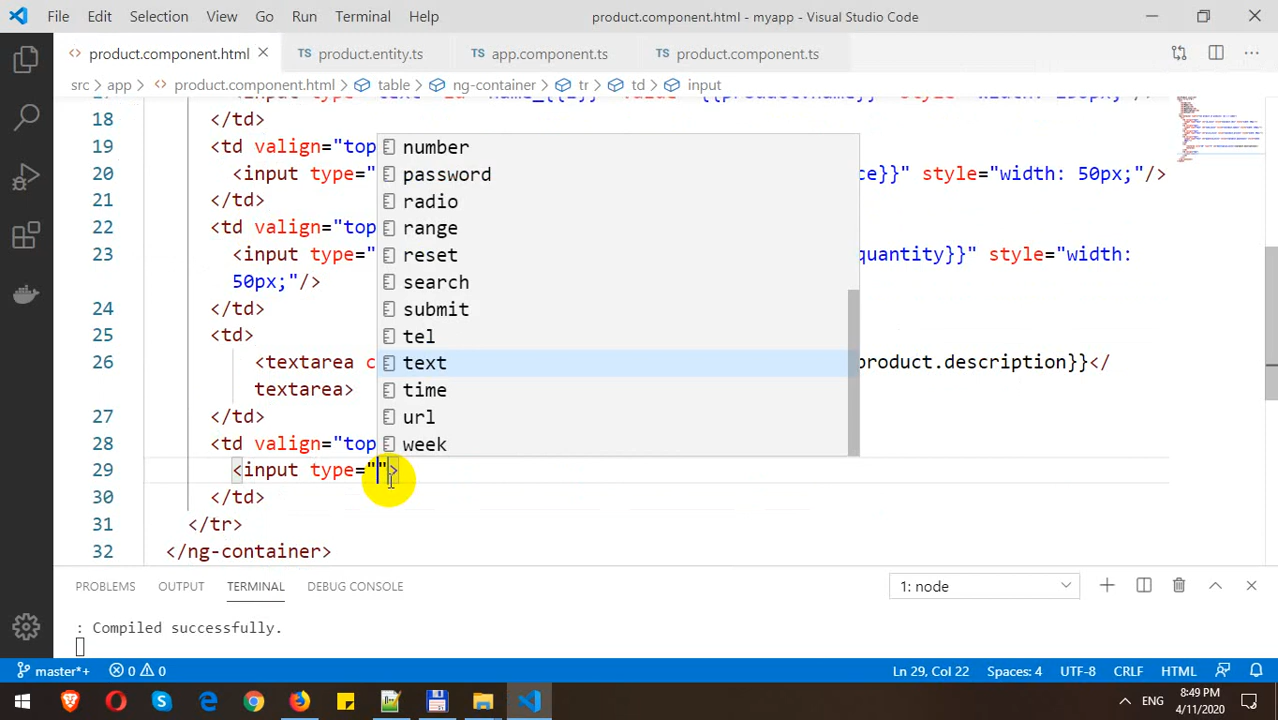 File Edit Selection View Go Run Terminal Help product.component.html - myapp - Visual Studio Code
product.component.html product.entity.ts app.component.ts product.component.ts
src > app > product.component.html > table > ng-container > tr > td > input
18 </td>
19 <td valign="top
20 <input type=" ce}}" style="width: 50px;"/>
21 </td>
22 <td valign="top
23 <input type=" quantity}}" style="width:
50px;"/>
24 </td>
25 <td>
26 <textarea c product.description}}</
textarea>
27 </td>
28 <td valign="top
29 <input type="">
30 </td>
31 </tr>
32 </ng-container>
number
password
radio
range
reset
search
submit
tel
text
time
url
week
PROBLEMS OUTPUT TERMINAL DEBUG CONSOLE 1: node
: Compiled successfully.
master*+ 0 0 Ln 29, Col 22 Spaces: 4 UTF-8 CRLF HTML
ENG 8:49 PM
4/11/2020